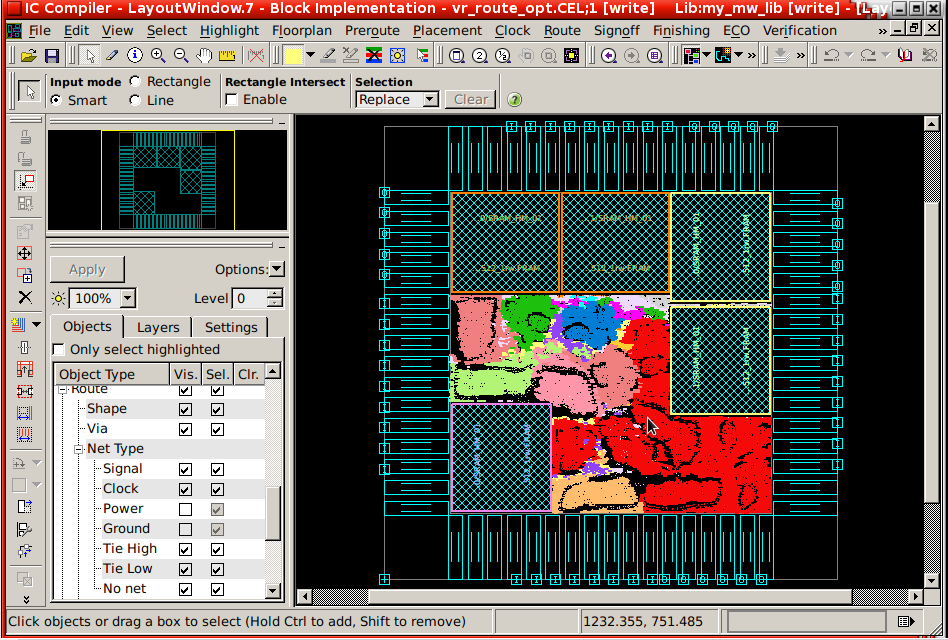 IC Compiler - LayoutWindow.7 - Block Implementation - vr_route_opt.CEL;1 [write]    Lib:my_mw_lib [write] - [Lay
File Edit View Select Highlight Floorplan Preroute Placement Clock Route Signoff Finishing ECO Verification »
Input mode
Rectangle
Smart
Line
Rectangle Intersect
Enable
Selection
Replace
Clear
Apply
Options:
100%
Level 0
Objects Layers Settings
Only select highlighted
Object Type Vis. Sel. Clr.
Route
Shape
Via
Net Type
Signal
Clock
Power
Ground
Tie High
Tie Low
No net
Click objects or drag a box to select (Hold Ctrl to add, Shift to remove)
1232.355, 751.485